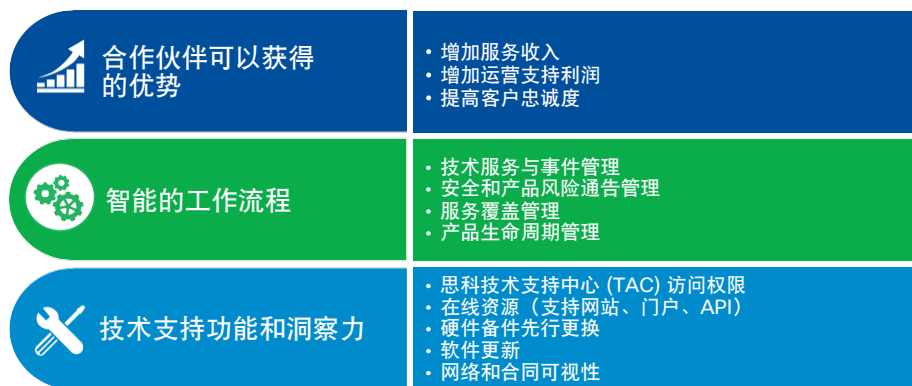 合作伙伴可以获得
的优势
• 增加服务收入
• 增加运营支持利润
• 提高客户忠诚度
智能的工作流程
• 技术服务与事件管理
• 安全和产品风险通告管理
• 服务覆盖管理
• 产品生命周期管理
技术支持功能和洞察力
• 思科技术支持中心 (TAC) 访问权限
• 在线资源（支持网站、门户、API）
• 硬件备件先行更换
• 软件更新
• 网络和合同可视性